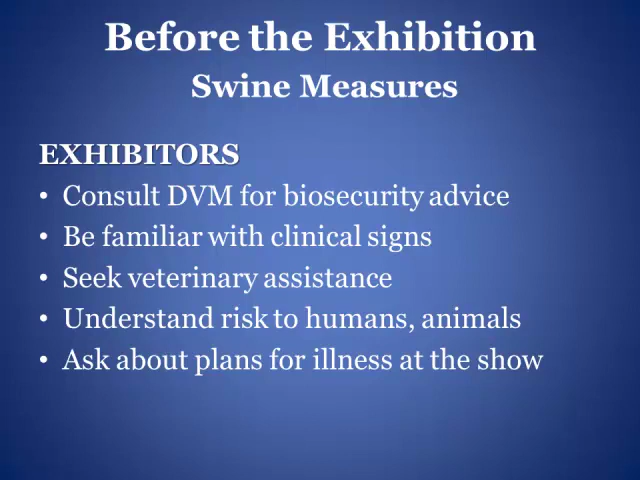 Before the Exhibition
Swine Measures
EXHIBITORS
• Consult DVM for biosecurity advice
• Be familiar with clinical signs
• Seek veterinary assistance
• Understand risk to humans, animals
• Ask about plans for illness at the show